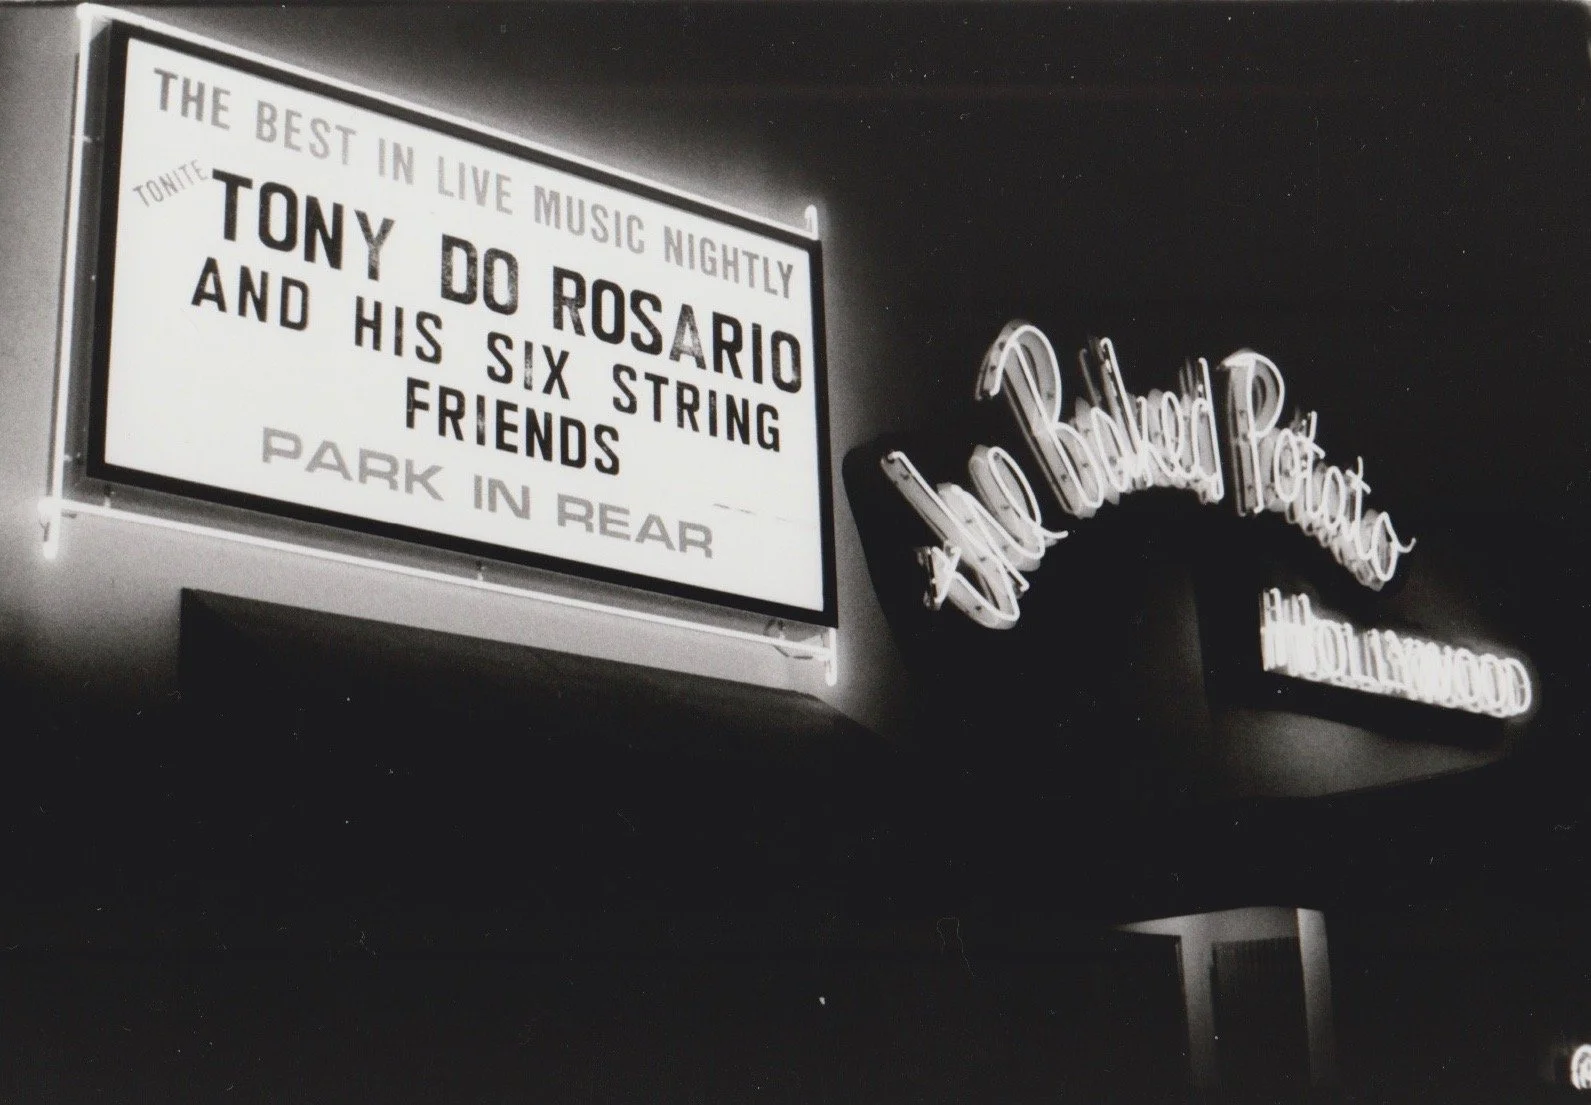 THE BEST IN LIVE MUSIC NIGHTLY
TONITE
TONY DO ROSARIO
AND HIS SIX STRING
FRIENDS
PARK IN REAR
the Baked Potato
HOLLYWOOD